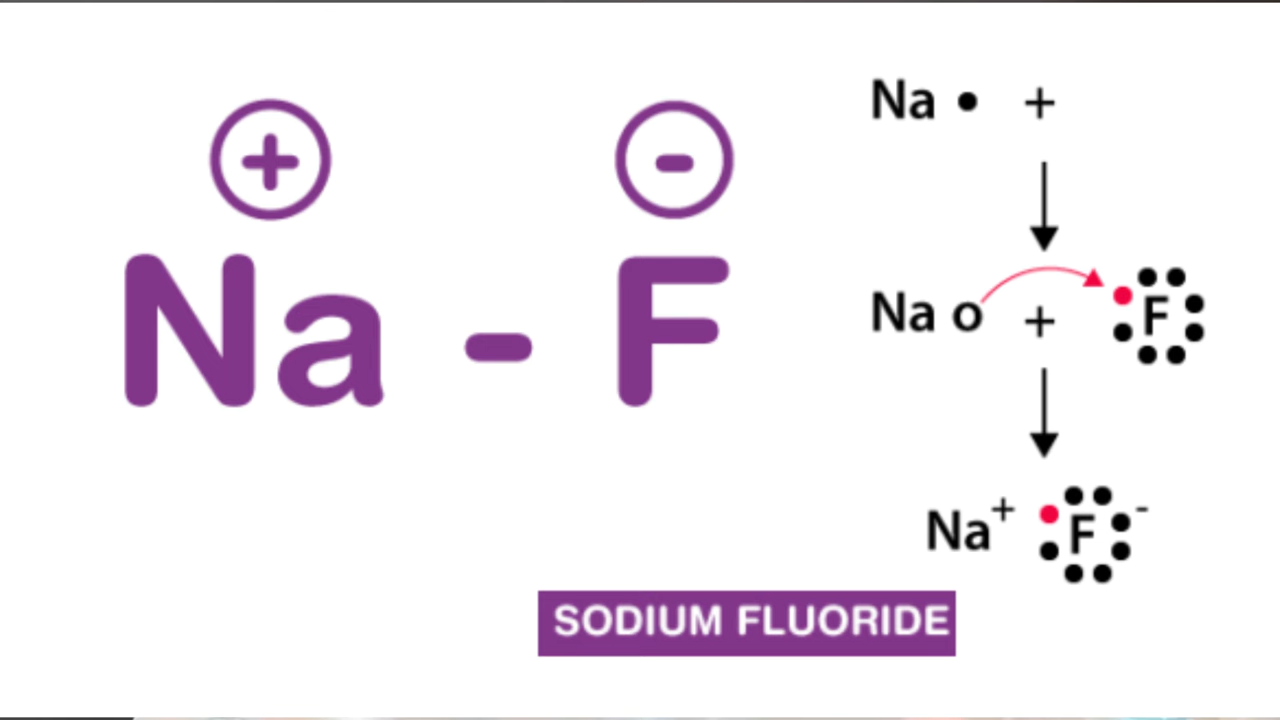 + -
Na - F
Na • +
Na o + F
Na+ F-
SODIUM FLUORIDE